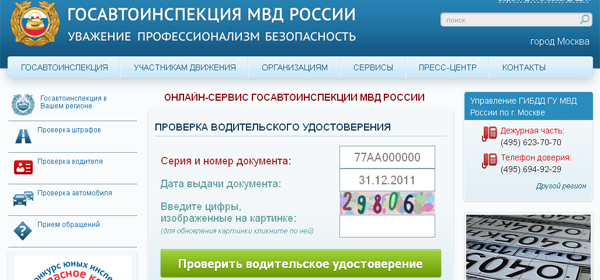 ГОСАВТОИНСПЕКЦИЯ МВД РОССИИ
УВАЖЕНИЕ ПРОФЕССИОНАЛИЗМ БЕЗОПАСНОСТЬ
поиск
город Москва
ГОСАВТОИНСПЕКЦИЯ
УЧАСТНИКАМ ДВИЖЕНИЯ
ОРГАНИЗАЦИЯМ
СЕРВИСЫ
ПРЕСС-ЦЕНТР
КОНТАКТЫ
Госавтоинспекция в
Вашем регионе
Проверка штрафов
Проверка водителя
Проверка автомобиля
Прием обращений
ОНЛАЙН-СЕРВИС ГОСАВТОИНСПЕКЦИИ МВД РОССИИ
ПРОВЕРКА ВОДИТЕЛЬСКОГО УДОСТОВЕРЕНИЯ
Серия и номер документа:
77АА000000
Дата выдачи документа:
31.12.2011
Введите цифры,
изображенные на картинке:
(для обновления картинки кликните по ней)
29806
Проверить водительское удостоверение
Управление ГИБДД ГУ МВД
России по г. Москве
Дежурная часть:
(495) 623-70-70
Телефон доверия:
(495) 694-92-29
Другой регион